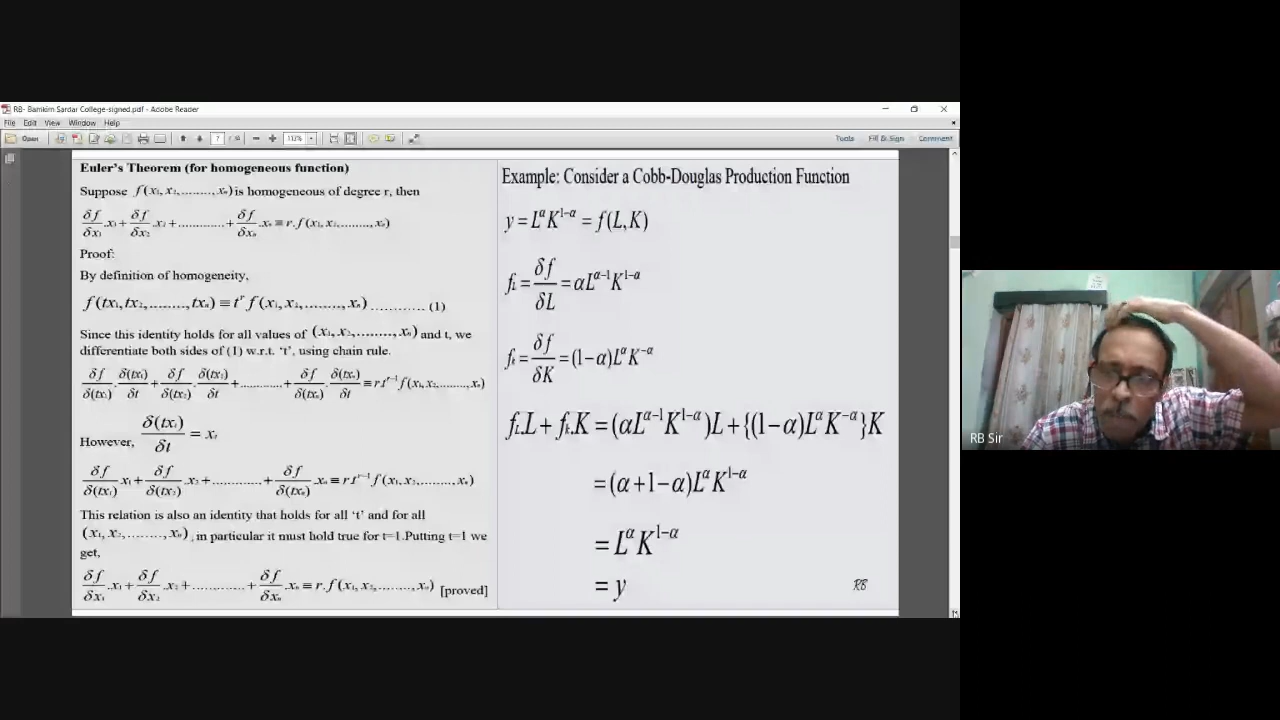 RB- Bamkim Sardar College-signed.pdf - Adobe Reader
File Edit View Window Help
Open 7 113% Tools Fill & Sign Comment
Euler's Theorem (for homogeneous function)
Suppose f(x₁, x₂,........, xₙ) is homogeneous of degree r, then
δf/δx₁ .x₁ + δf/δx₂ .x₂ + ............. + δf/δxₙ .xₙ ≡ r.f(x₁, x₂,........, xₙ)
Proof:
By definition of homogeneity,
f(tx₁, tx₂,........, txₙ) ≡ tʳ f(x₁, x₂,........, xₙ) ............ (1)
Since this identity holds for all values of (x₁, x₂,........, xₙ) and t, we
differentiate both sides of (1) w.r.t. 't', using chain rule.
δf/δ(tx₁) . δ(tx₁)/δt + δf/δ(tx₂) . δ(tx₂)/δt + ............ + δf/δ(txₙ) . δ(txₙ)/δt ≡ r.tʳ⁻¹ f(x₁, x₂,........, xₙ)
However, δ(txᵢ)/δt = xᵢ
δf/δ(tx₁) .x₁ + δf/δ(tx₂) .x₂ + ............ + δf/δ(txₙ) .xₙ ≡ r.tʳ⁻¹ f(x₁, x₂,........, xₙ)
This relation is also an identity that holds for all 't' and for all
(x₁, x₂,........, xₙ), in particular it must hold true for t=1.Putting t=1 we
get,
δf/δx₁ .x₁ + δf/δx₂ .x₂ + ............. + δf/δxₙ .xₙ ≡ r.f(x₁, x₂,........, xₙ) [proved]
Example: Consider a Cobb-Douglas Production Function
y = L^α K^(1−α) = f(L, K)
f_L = δf/δL = αL^(α−1) K^(1−α)
f_k = δf/δK = (1−α)L^α K^(−α)
f_L.L + f_k.K = (αL^(α−1) K^(1−α))L + {(1−α)L^α K^(−α)}K
= (α+1−α)L^α K^(1−α)
= L^α K^(1−α)
= y
RB
RB Sir